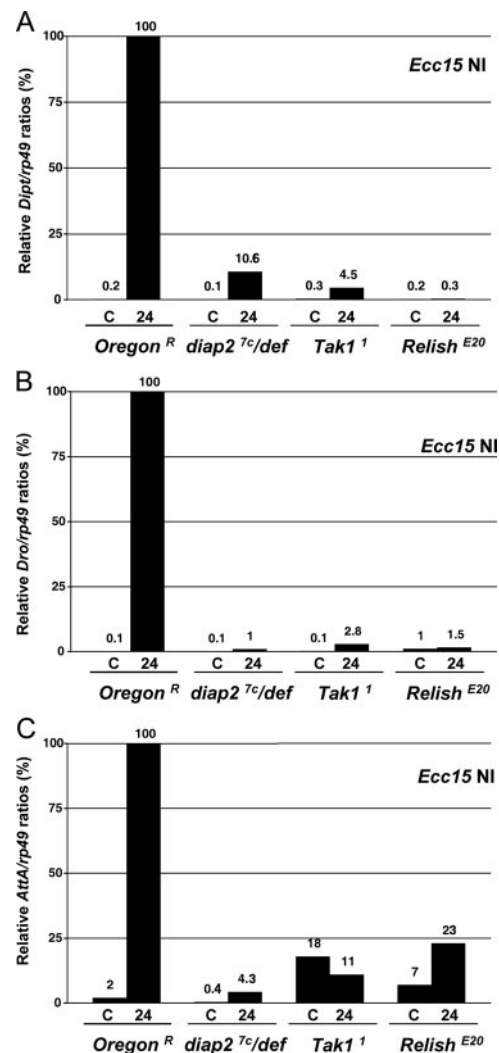 A
Relative Dipt/rp49 ratios (%)
Ecc15 NI
100
75
50
25
0
0.2 100 0.1 10.6 0.3 4.5 0.2 0.3
C 24 C 24 C 24 C 24
Oregon R diap2 7c/def Tak1 1 Relish E20
B
Relative Dro/rp49 ratios (%)
Ecc15 NI
100
75
50
25
0
0.1 100 0.1 1 0.1 2.8 1 1.5
C 24 C 24 C 24 C 24
Oregon R diap2 7c/def Tak1 1 Relish E20
C
Relative AttA/rp49 ratios (%)
Ecc15 NI
100
75
50
25
0
2 100 0.4 4.3 18 11 7 23
C 24 C 24 C 24 C 24
Oregon R diap2 7c/def Tak1 1 Relish E20